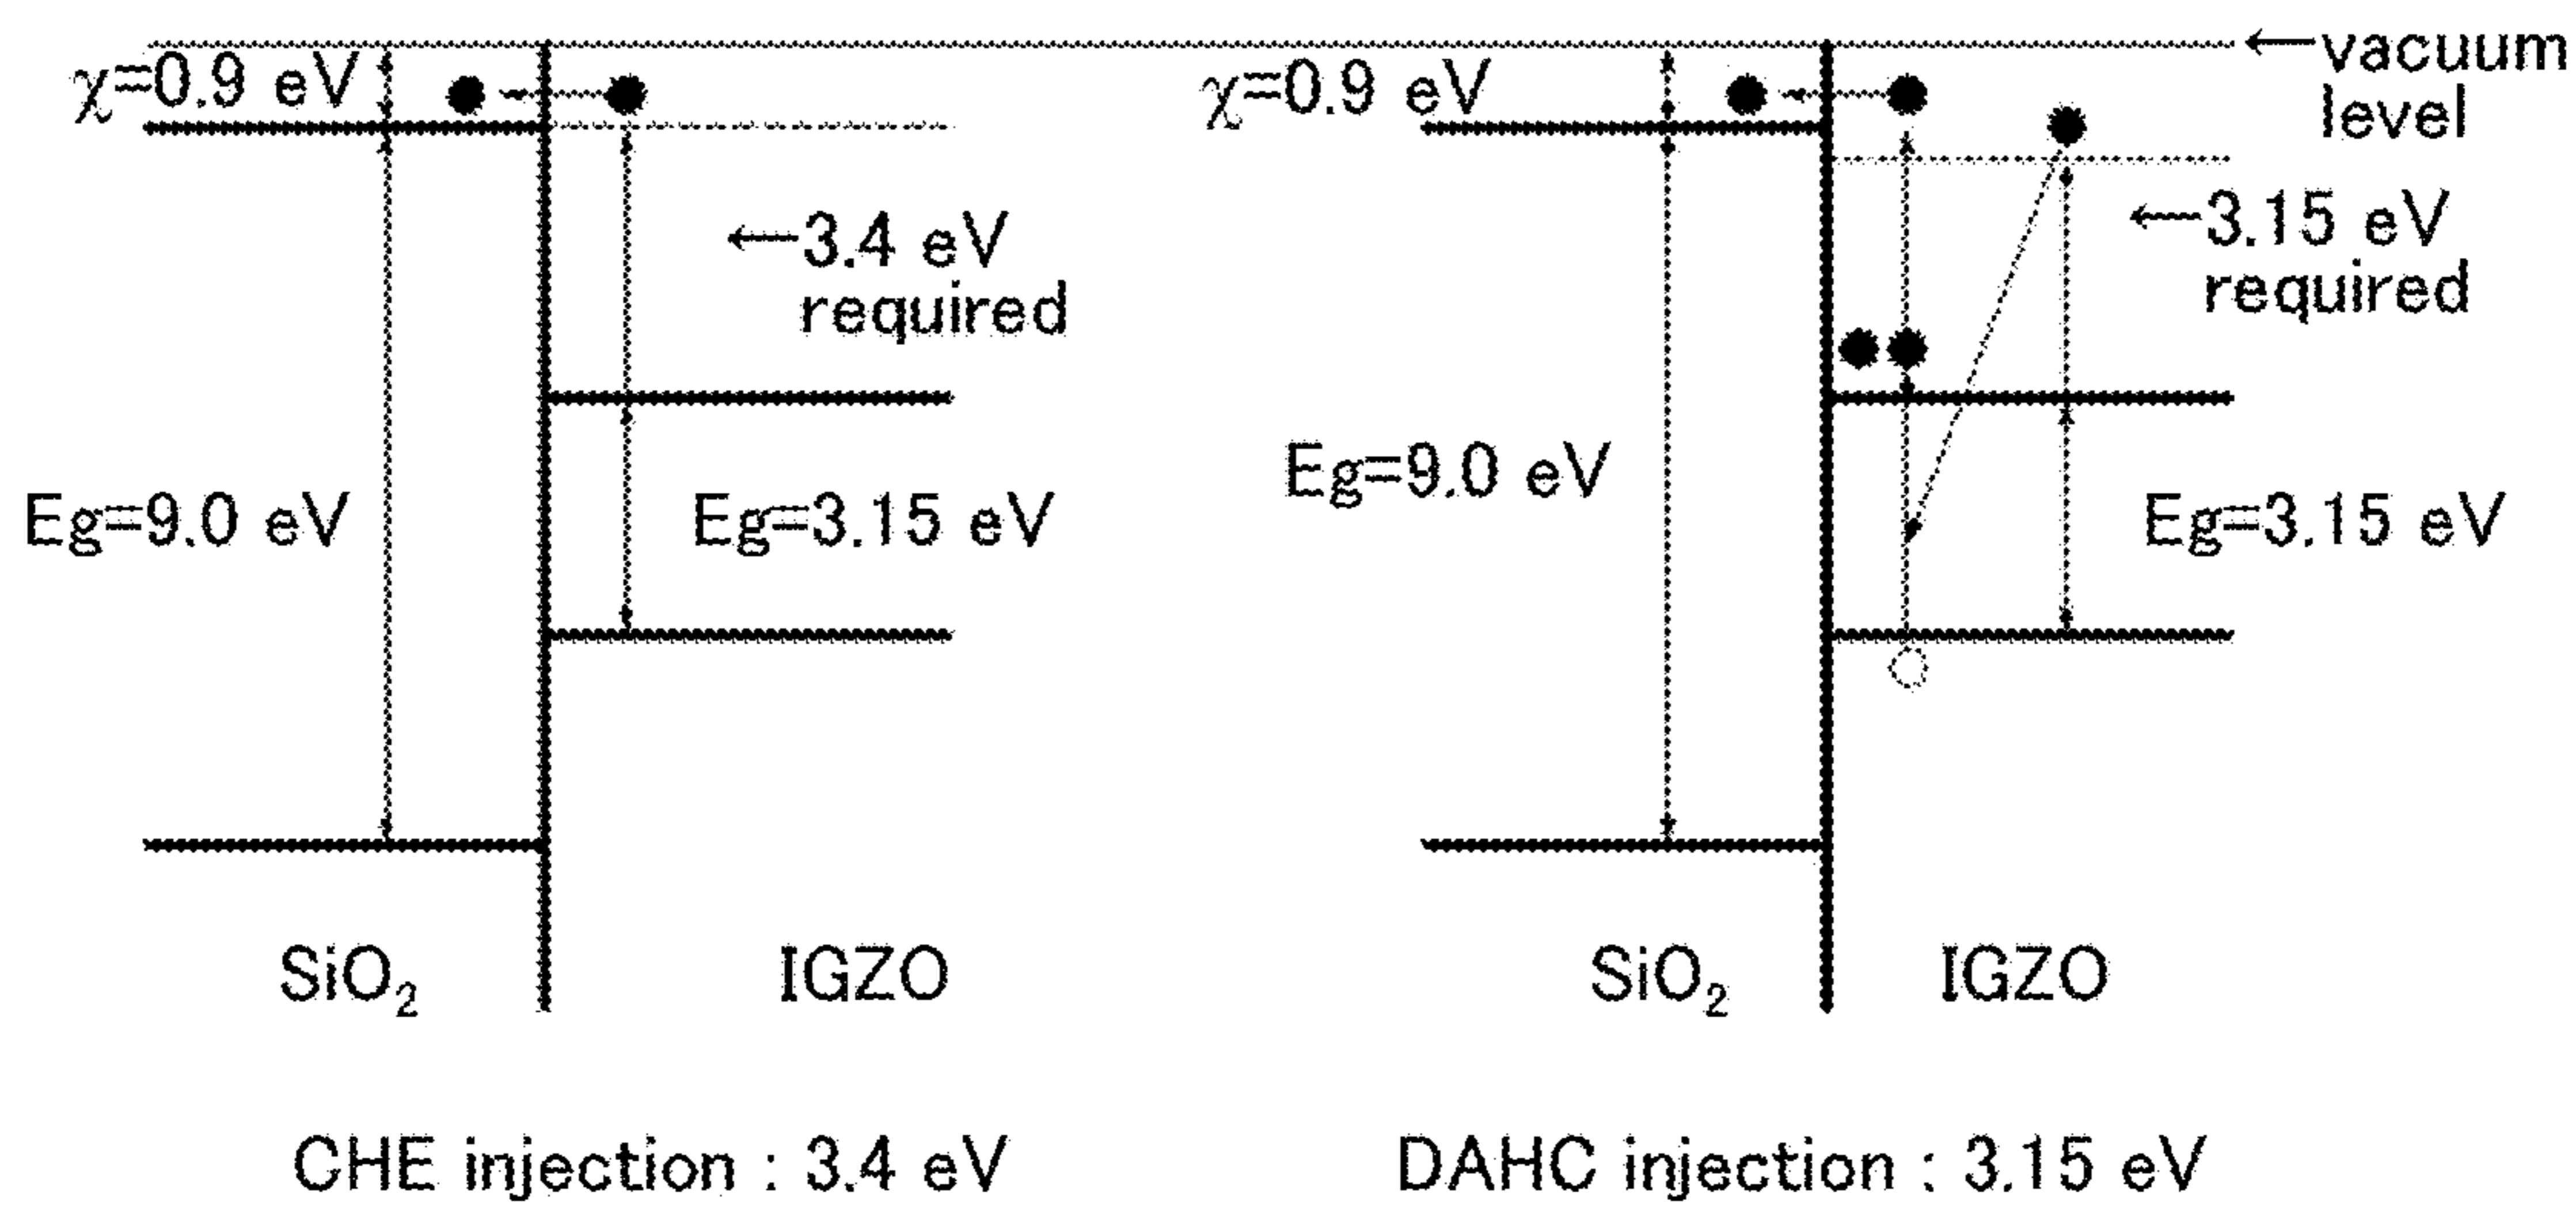 χ=0.9 eV
←3.4 eV
required
Eg=9.0 eV
Eg=3.15 eV
SiO₂
IGZO
CHE injection : 3.4 eV
←vacuum
level
χ=0.9 eV
←3.15 eV
required
Eg=9.0 eV
Eg=3.15 eV
SiO₂
IGZO
DAHC injection : 3.15 eV